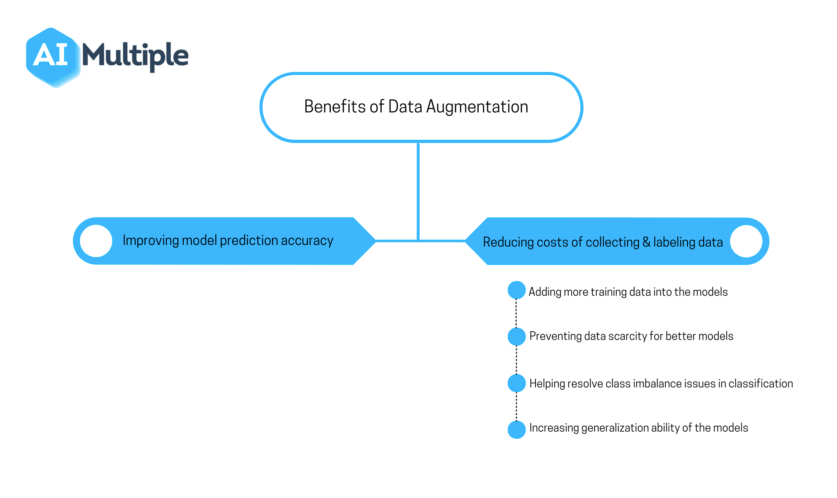 AI Multiple
Benefits of Data Augmentation
Improving model prediction accuracy
Reducing costs of collecting & labeling data
Adding more training data into the models
Preventing data scarcity for better models
Helping resolve class imbalance issues in classification
Increasing generalization ability of the models